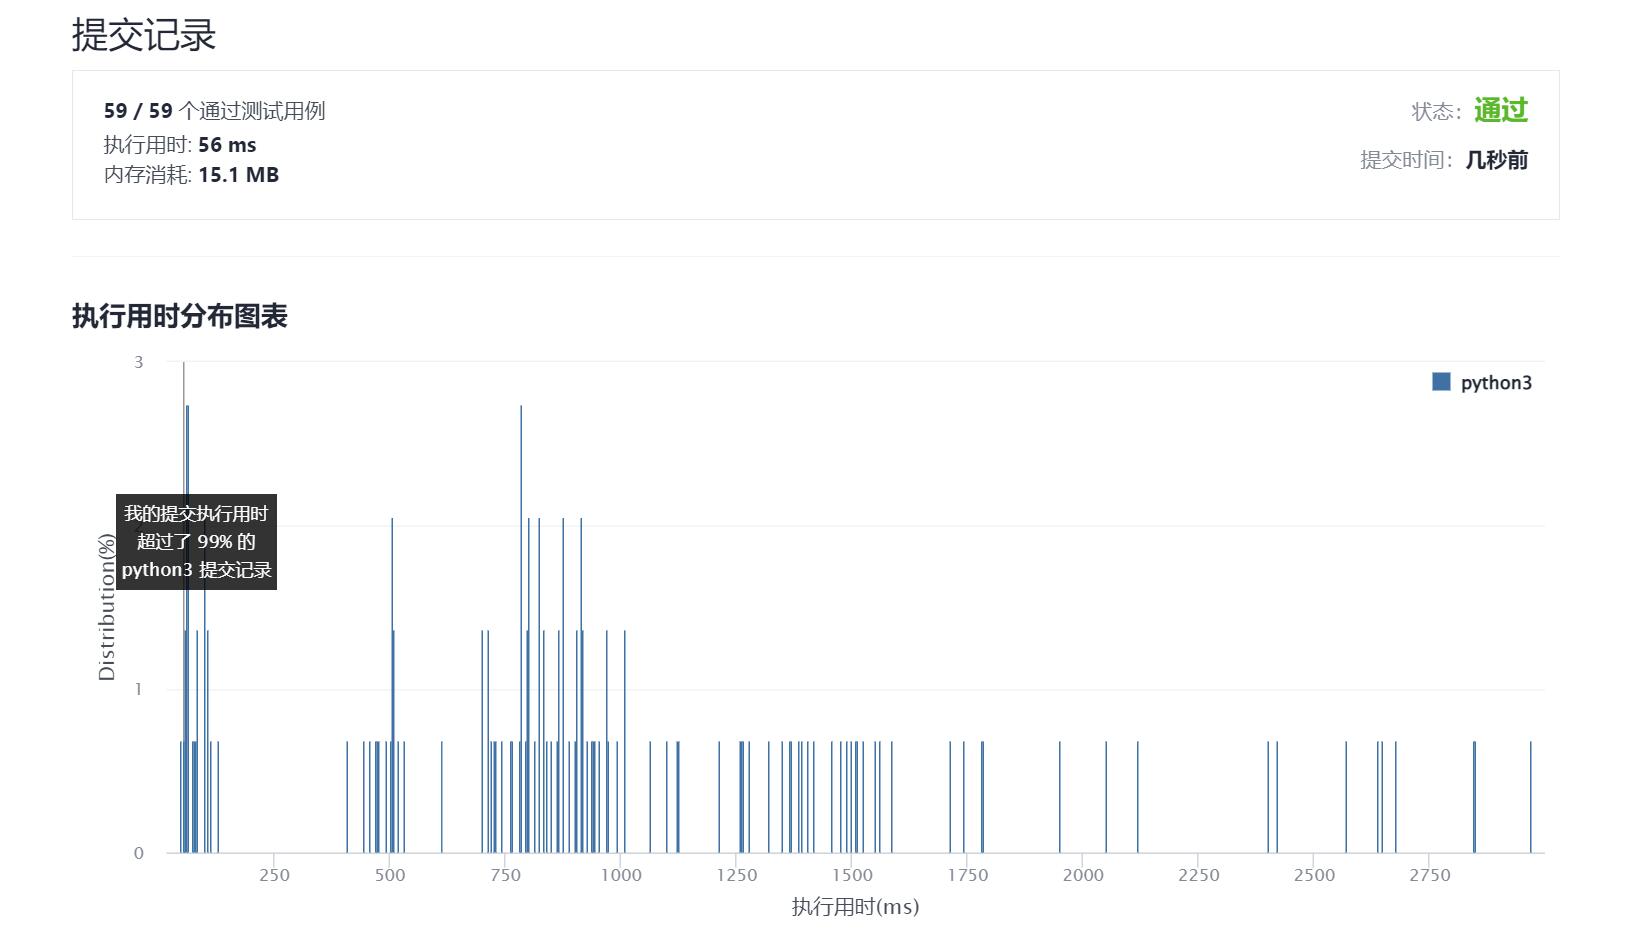 提交记录
59 / 59 个通过测试用例
状态：通过
执行用时: 56 ms
提交时间：几秒前
内存消耗: 15.1 MB
执行用时分布图表
3
python3
我的提交执行用时
超过了 99% 的
python3 提交记录
2
Distribution(%)
1
0
250 500 750 1000 1250 1500 1750 2000 2250 2500 2750
执行用时(ms)